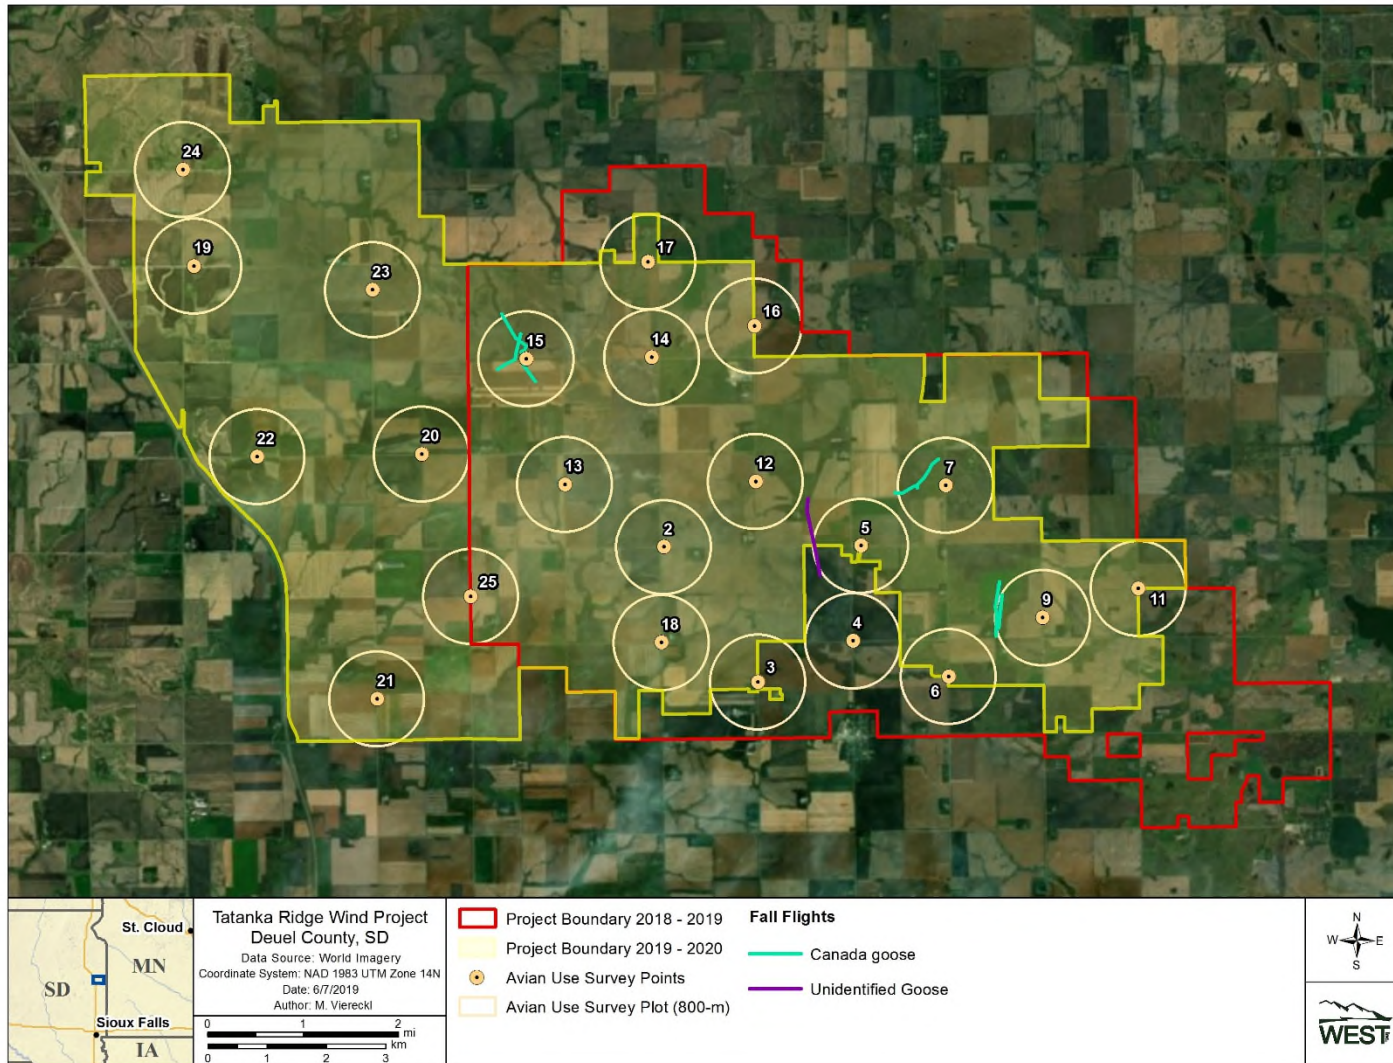 24
19
23
17
16
15
14
22
20
13
12
7
2
5
25
9
11
18
4
3
6
21
St. Cloud
MN
SD
Sioux Falls
IA
Tatanka Ridge Wind Project
Deuel County, SD
Data Source: World Imagery
Coordinate System: NAD 1983 UTM Zone 14N
Date: 6/7/2019
Author: M. Viereckl
0 1 2
mi
km
0 1 2 3
Project Boundary 2018 - 2019
Project Boundary 2019 - 2020
Avian Use Survey Points
Avian Use Survey Plot (800-m)
Fall Flights
Canada goose
Unidentified Goose
N
W E
S
WEST